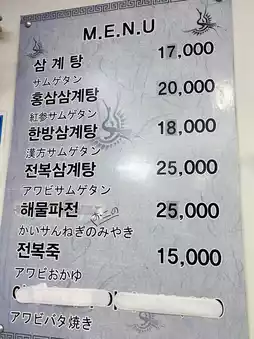 M.E.N.U
삼계탕 17,000
サムゲタン
홍삼삼계탕 20,000
紅参サムゲタン
한방삼계탕 18,000
漢方サムゲタン
전복삼계탕 25,000
アワビサムゲタン
해물파전 25,000
かいサンねぎのみやき
전복죽 15,000
アワビおかゆ
アワビバタ焼き